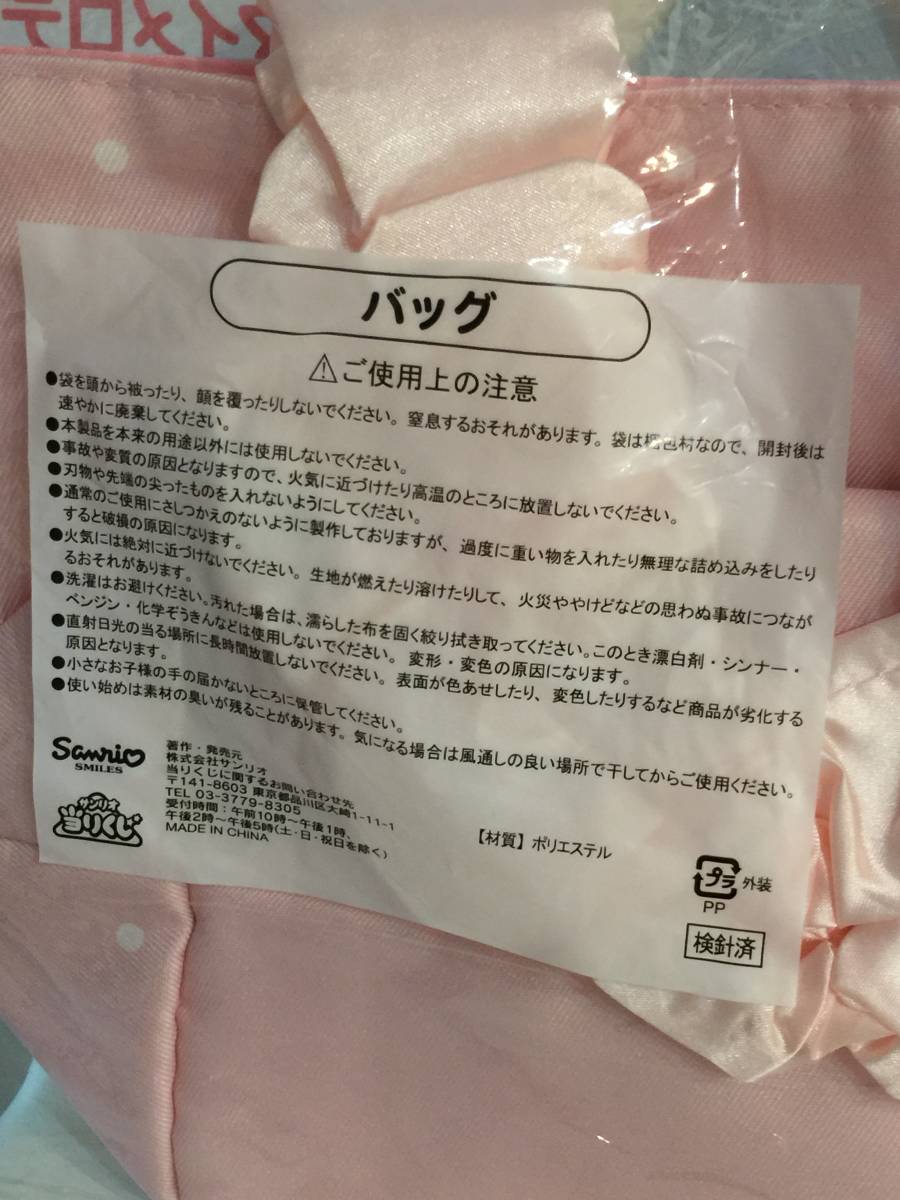 マイメロデ
バッグ
⚠ご使用上の注意
●袋を頭から被ったり、顔を覆ったりしないでください。窒息するおそれがあります。袋は梱包材なので、開封後は
速やかに廃棄してください。
●本製品を本来の用途以外には使用しないでください。
●事故や変質の原因となりますので、火気に近づけたり高温のところに放置しないでください。
●刃物や先端の尖ったものを入れないようにしてください。
●通常のご使用にさしつかえのないように製作しておりますが、過度に重い物を入れたり無理な詰め込みをしたり
すると破損の原因になります。
●火気には絶対に近づけないでください。生地が燃えたり溶けたりして、火災ややけどなどの思わぬ事故につなが
るおそれがあります。
●洗濯はお避けください。汚れた場合は、濡らした布を固く絞り拭き取ってください。このとき漂白剤・シンナー・
ベンジン・化学ぞうきんなどは使用しないでください。変形・変色の原因になります。
●直射日光の当る場所に長時間放置しないでください。表面が色あせしたり、変色したりするなど商品が劣化する
原因となります。
●小さなお子様の手の届かないところに保管してください。
●使い始めは素材の臭いが残ることがあります。気になる場合は風通しの良い場所で干してからご使用ください。
Sanrio
SMILES
サンリオ
当りくじ
著作・発売元
株式会社サンリオ
当りくじに関するお問い合わせ先
〒141-8603 東京都品川区大崎1-11-1
TEL 03-3779-8305
受付時間：午前10時〜午後1時、
午後2時〜午後5時(土・日・祝日を除く)
MADE IN CHINA
【材質】ポリエステル
プラ 外装
PP
検針済